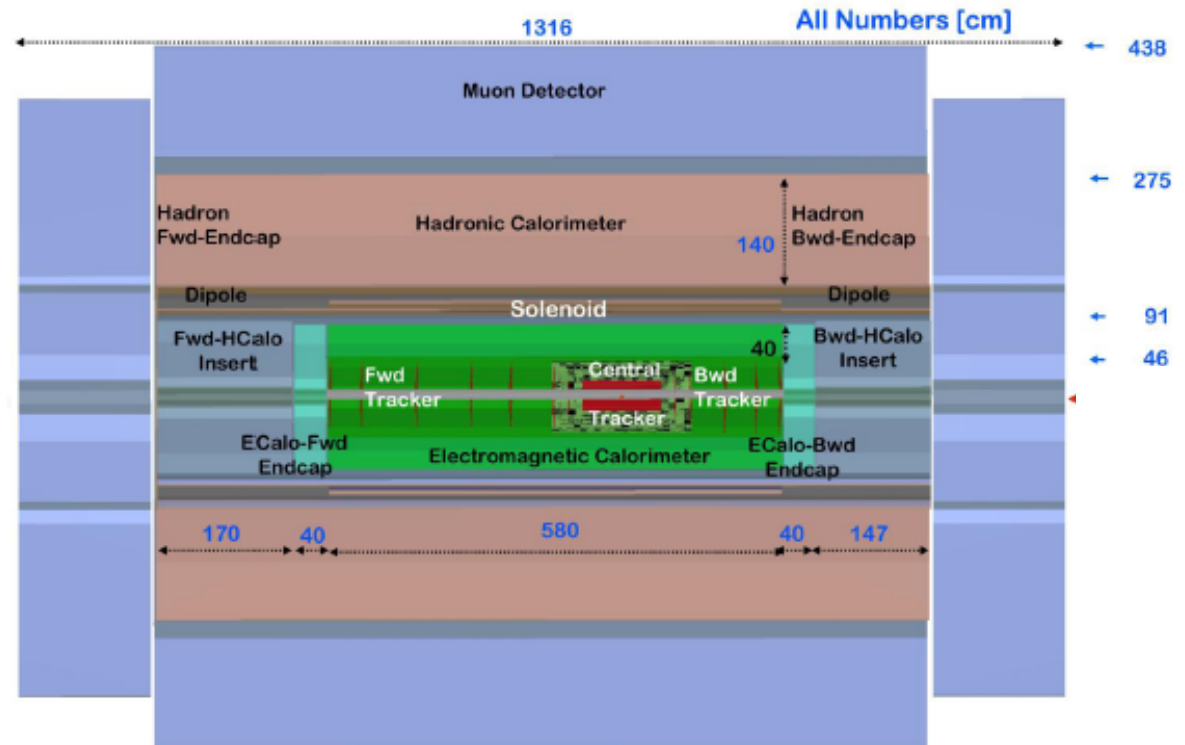 All Numbers [cm]
1316
438
Muon Detector
275
Hadron
Fwd-Endcap
Hadronic Calorimeter
140
Hadron
Bwd-Endcap
Dipole
Solenoid
Dipole
91
Fwd-HCalo
Insert
40
Bwd-HCalo
Insert
46
Fwd
Tracker
Central
Tracker
Bwd
Tracker
ECalo-Fwd
Endcap
Electromagnetic Calorimeter
ECalo-Bwd
Endcap
170
40
580
40
147